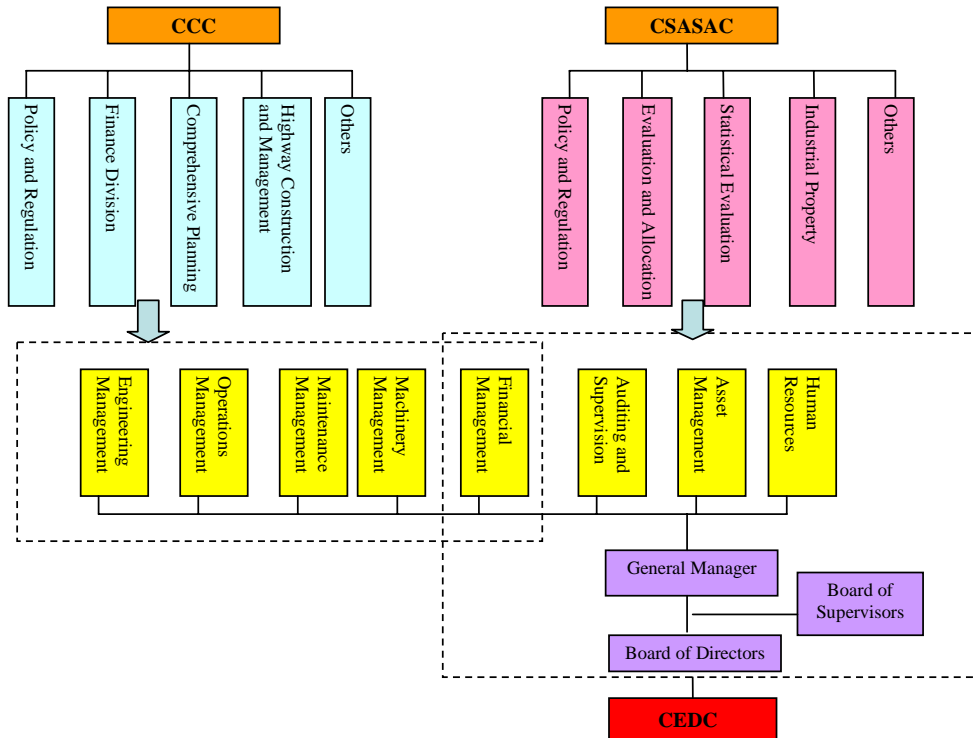 CCC
CSASAC
Policy and Regulation
Finance Division
Comprehensive Planning
Highway Construction
and Management
Others
Policy and Regulation
Evaluation and Allocation
Statistical Evaluation
Industrial Property
Others
Engineering
Management
Operations
Management
Maintenance
Management
Machinery
Management
Financial
Management
Auditing and
Supervision
Asset
Management
Human
Resources
General Manager
Board of
Supervisors
Board of Directors
CEDC